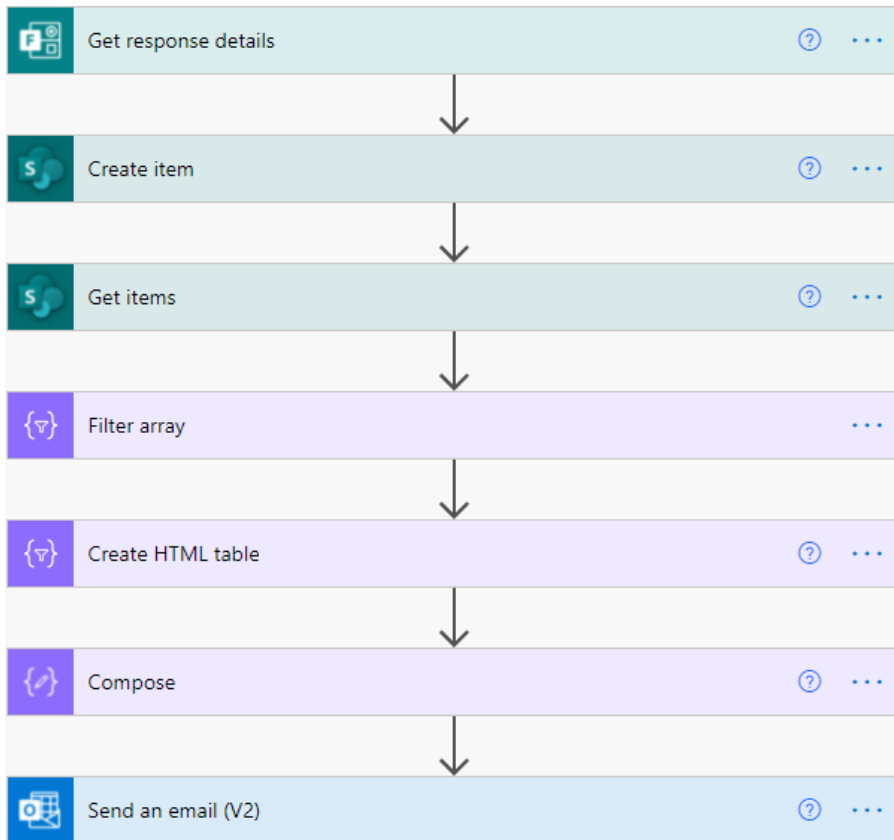 Get response details
Create item
Get items
Filter array
Create HTML table
Compose
Send an email (V2)